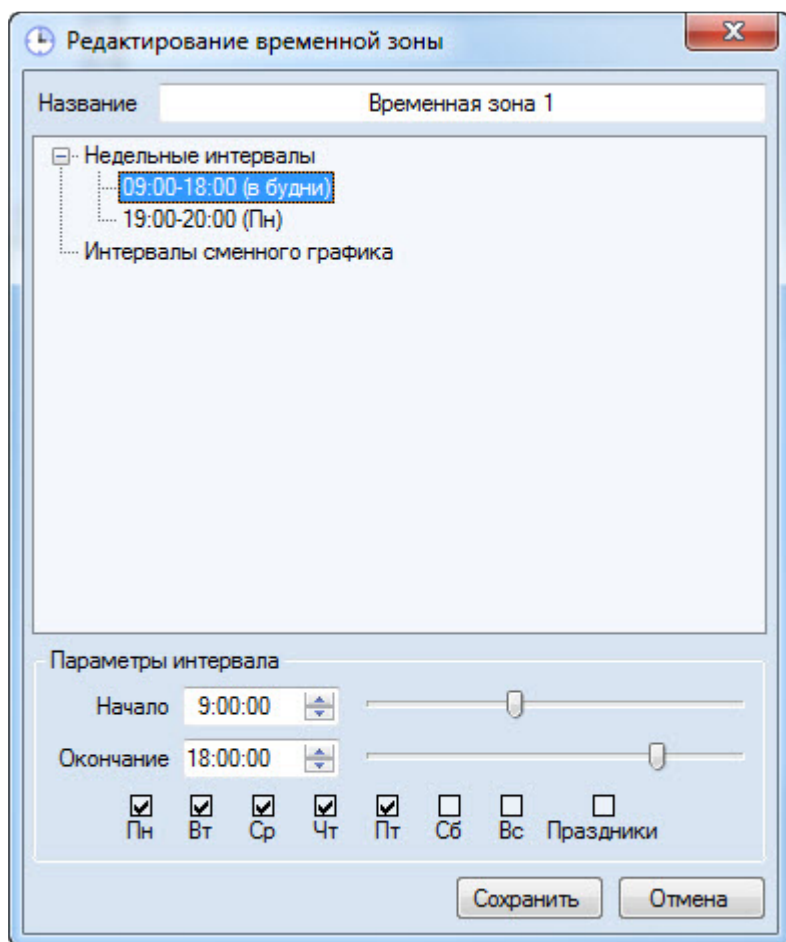 Редактирование временной зоны
Название Временная зона 1
Недельные интервалы
09:00-18:00 (в будни)
19:00-20:00 (Пн)
Интервалы сменного графика
Параметры интервала
Начало 9:00:00
Окончание 18:00:00
Пн Вт Ср Чт Пт Сб Вс Праздники
Сохранить Отмена